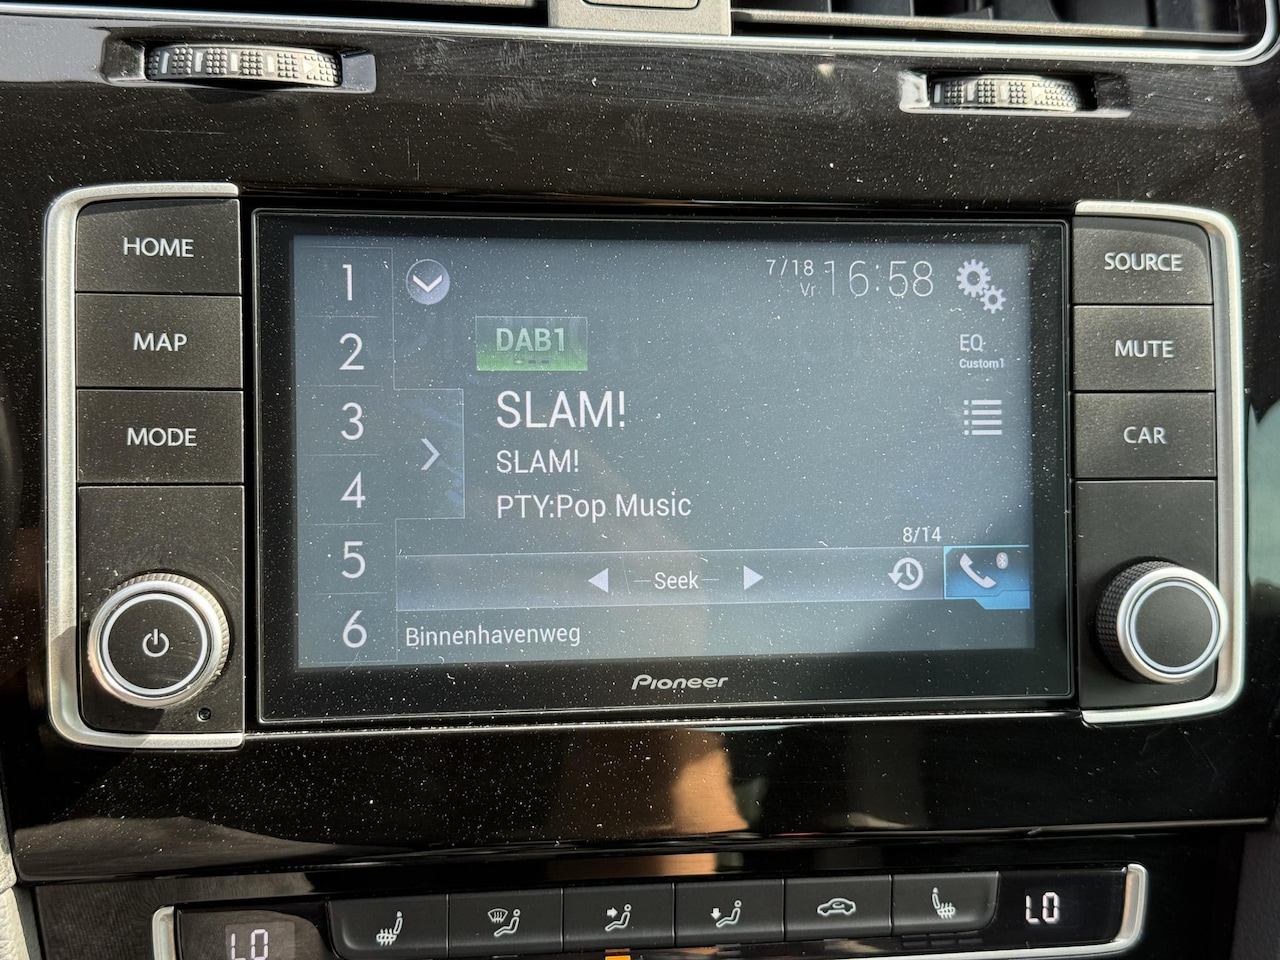 HOME
MAP
MODE
1
2
3
4
5
6
7/18
Vr
16:58
DAB1
EQ
Custom1
SLAM!
SLAM!
PTY:Pop Music
8/14
Seek
Binnenhavenweg
Pioneer
SOURCE
MUTE
CAR
LO
LO